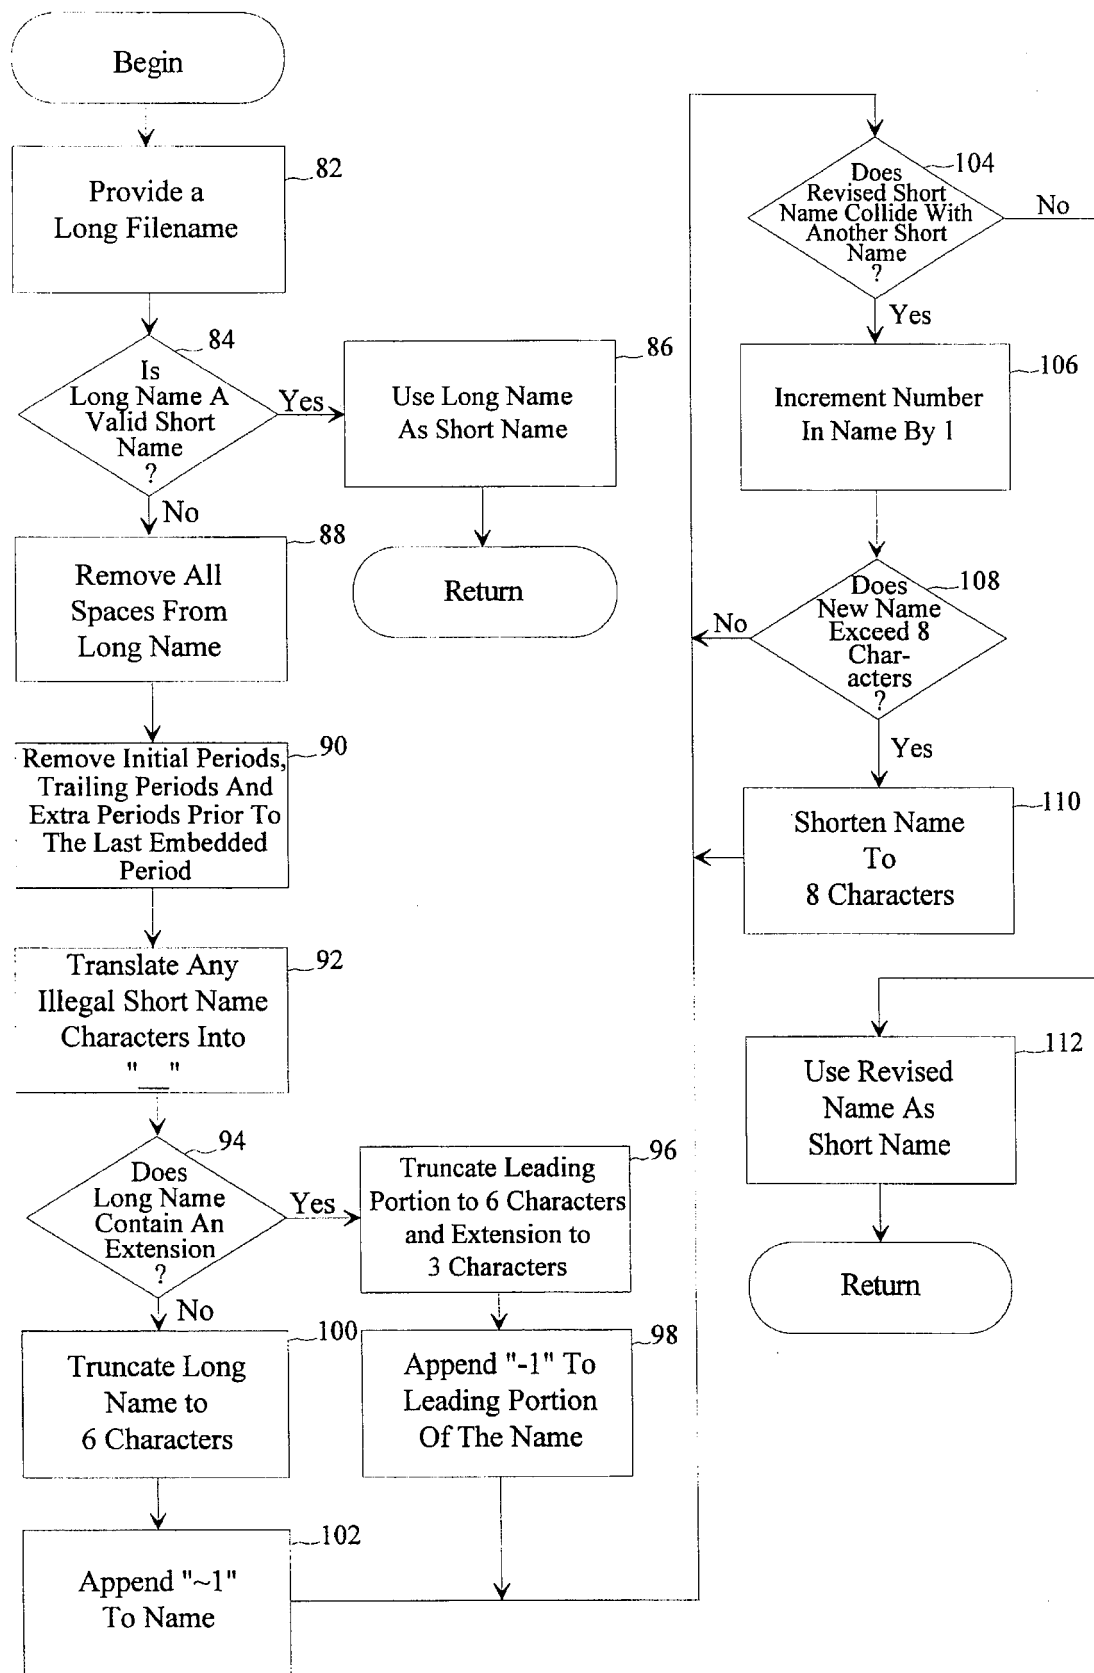 Begin
Provide a
Long Filename
82
Is
Long Name A
Valid Short
Name
?
84
Yes
No
Use Long Name
As Short Name
86
Return
Remove All
Spaces From
Long Name
88
Remove Initial Periods,
Trailing Periods And
Extra Periods Prior To
The Last Embedded
Period
90
Translate Any
Illegal Short Name
Characters Into
"__"
92
Does
Long Name
Contain An
Extension
?
94
Yes
No
Truncate Leading
Portion to 6 Characters
and Extension to
3 Characters
96
Append "-1" To
Leading Portion
Of The Name
98
Truncate Long
Name to
6 Characters
100
Append "~1"
To Name
102
Does
Revised Short
Name Collide With
Another Short
Name
?
104
No
Yes
Increment Number
In Name By 1
106
Does
New Name
Exceed 8
Char-
acters
?
108
No
Yes
Shorten Name
To
8 Characters
110
Use Revised
Name As
Short Name
112
Return